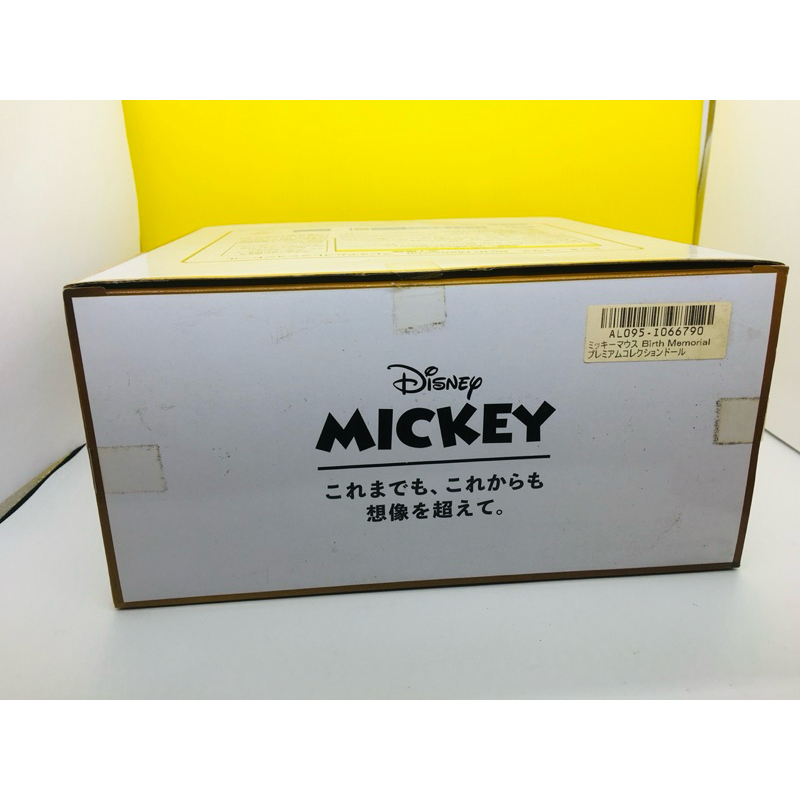 AL095-I066790
ミッキーマウス Birth Memorial
プレミアムコレクションドール
Disney
MICKEY
これまでも、これからも
想像を超えて。